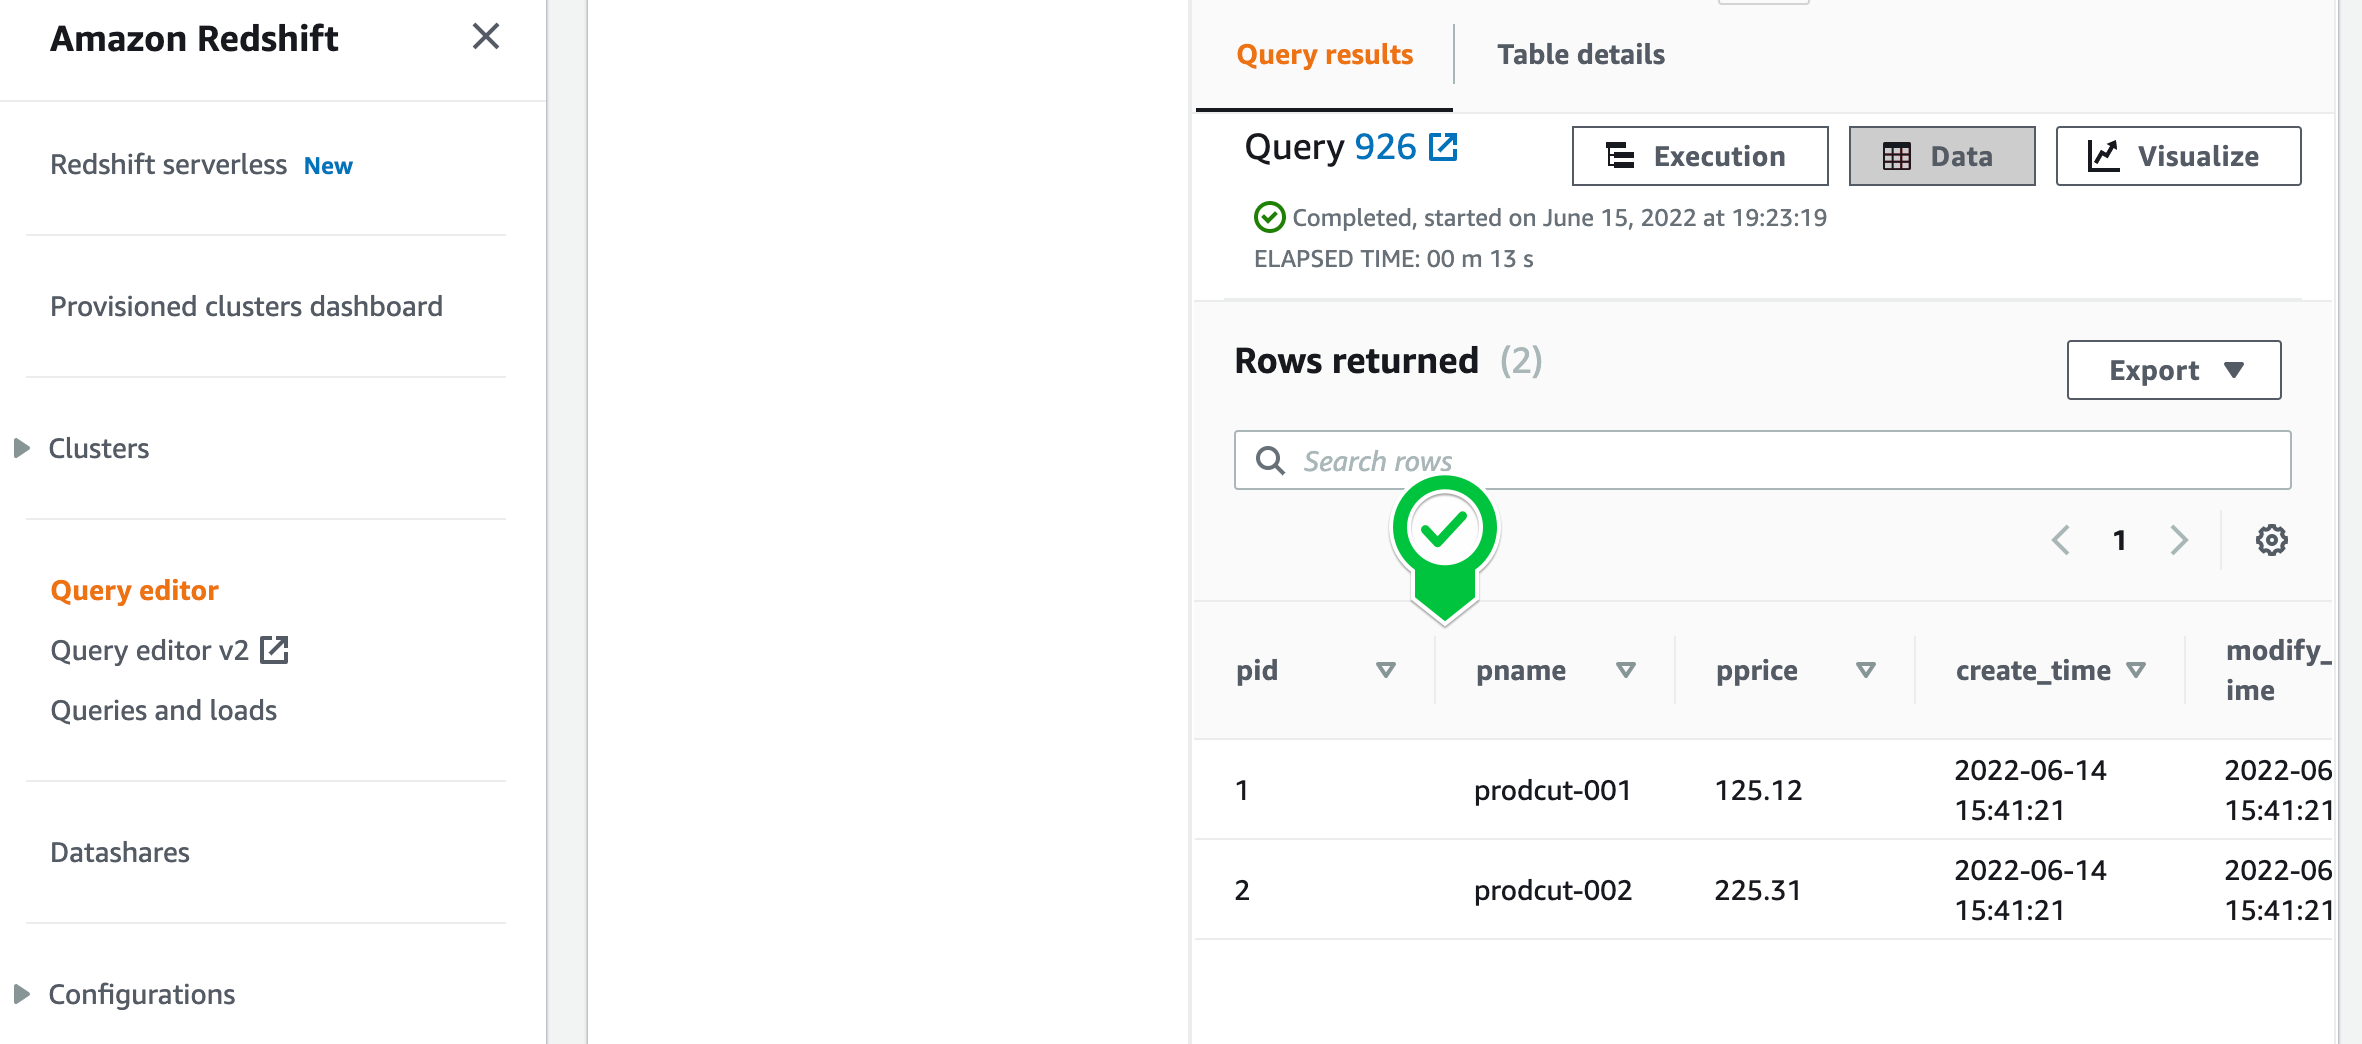 Amazon Redshift
Redshift serverless New
Provisioned clusters dashboard
Clusters
Query editor
Query editor v2
Queries and loads
Datashares
Configurations
Query results
Table details
Query 926
Execution
Data
Visualize
Completed, started on June 15, 2022 at 19:23:19
ELAPSED TIME: 00 m 13 s
Rows returned (2)
Export
Search rows
1
pid pname pprice create_time modify_
ime
1 prodcut-001 125.12 2022-06-14 2022-06
15:41:21 15:41:21
2 prodcut-002 225.31 2022-06-14 2022-06
15:41:21 15:41:21